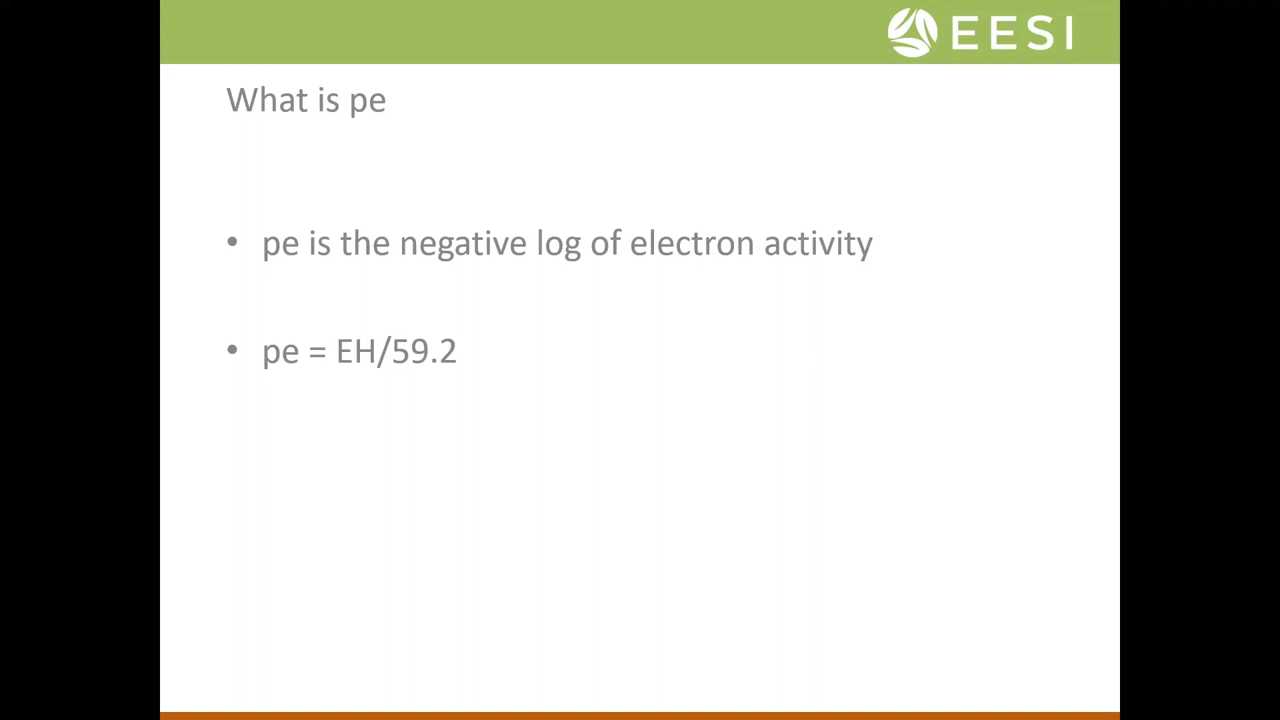 EESI
What is pe
• pe is the negative log of electron activity
• pe = EH/59.2